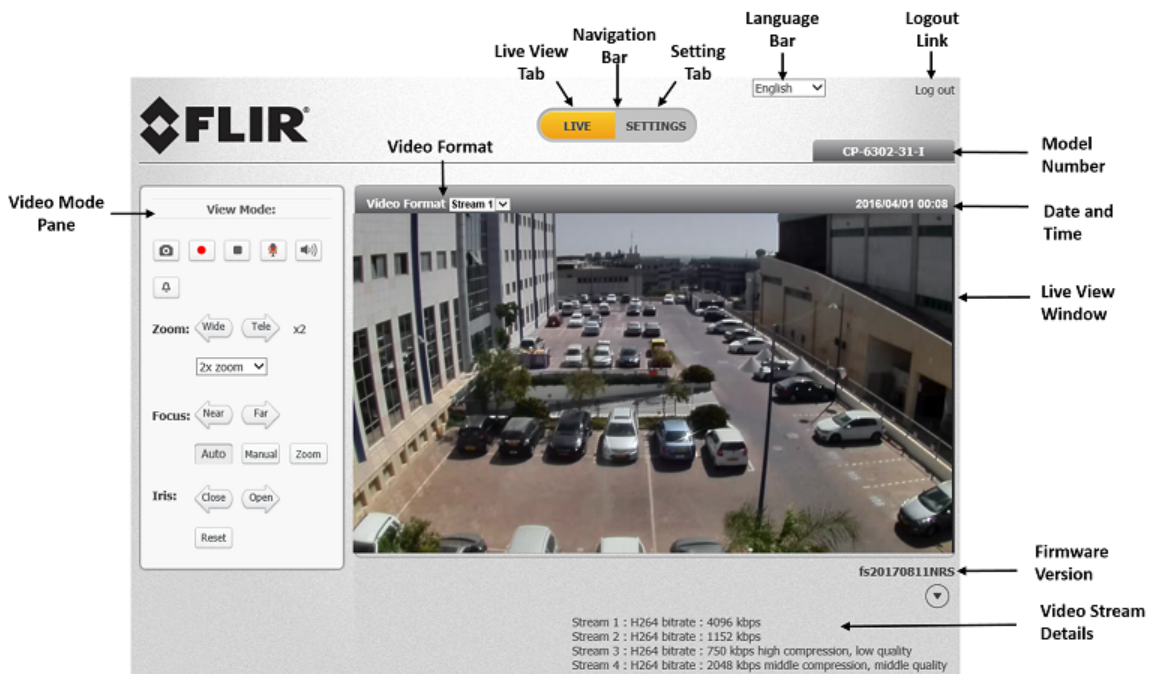 Language
Bar
Logout
Link
Navigation
Bar
Live View
Tab
Setting
Tab
English
Log out
FLIR®
LIVE
SETTINGS
Video Format
CP-6302-31-I
Model
Number
Video Mode
Pane
View Mode:
Video Format Stream 1
2016/04/01 00:08
Date and
Time
Live View
Window
Zoom: Wide Tele x2
2x zoom
Focus: Near Far
Auto Manual Zoom
Iris: Close Open
Reset
fs20170811NRS
Firmware
Version
Video Stream
Details
Stream 1 : H264 bitrate : 4096 kbps
Stream 2 : H264 bitrate : 1152 kbps
Stream 3 : H264 bitrate : 750 kbps high compression, low quality
Stream 4 : H264 bitrate : 2048 kbps middle compression, middle quality